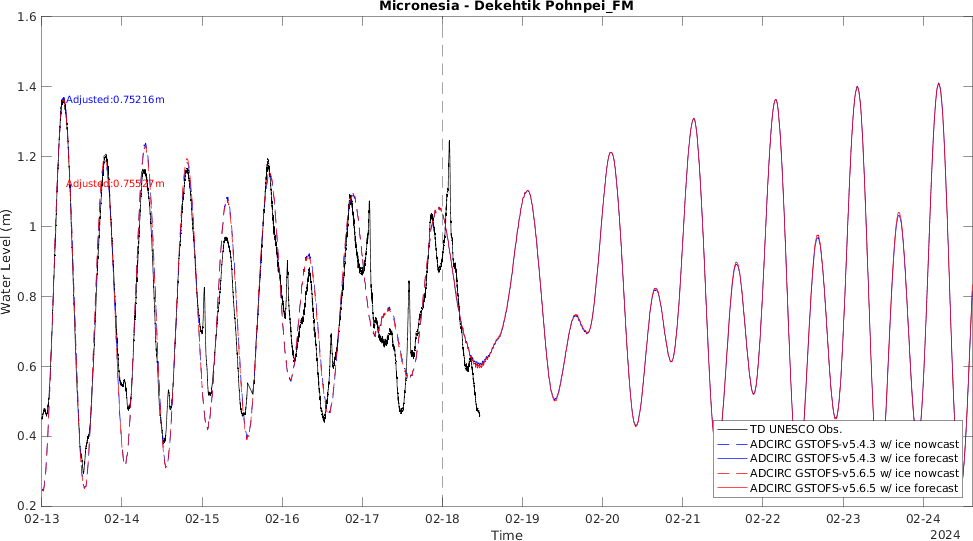 Micronesia - Dekehtik Pohnpei_FM
1.6
1.4
1.2
1
0.8
0.6
0.4
0.2
Water Level (m)
Adjusted:0.75216m
Adjusted:0.75527m
TD UNESCO Obs.
ADCIRC GSTOFS-v5.4.3 w/ ice nowcast
ADCIRC GSTOFS-v5.4.3 w/ ice forecast
ADCIRC GSTOFS-v5.6.5 w/ ice nowcast
ADCIRC GSTOFS-v5.6.5 w/ ice forecast
02-13 02-14 02-15 02-16 02-17 02-18 02-19 02-20 02-21 02-22 02-23 02-24
Time
2024